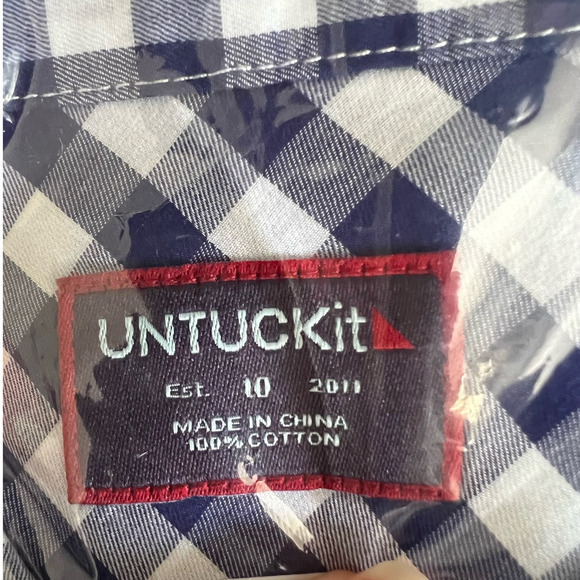 UNTUCKit
Est. 10 2011
MADE IN CHINA
100% COTTON